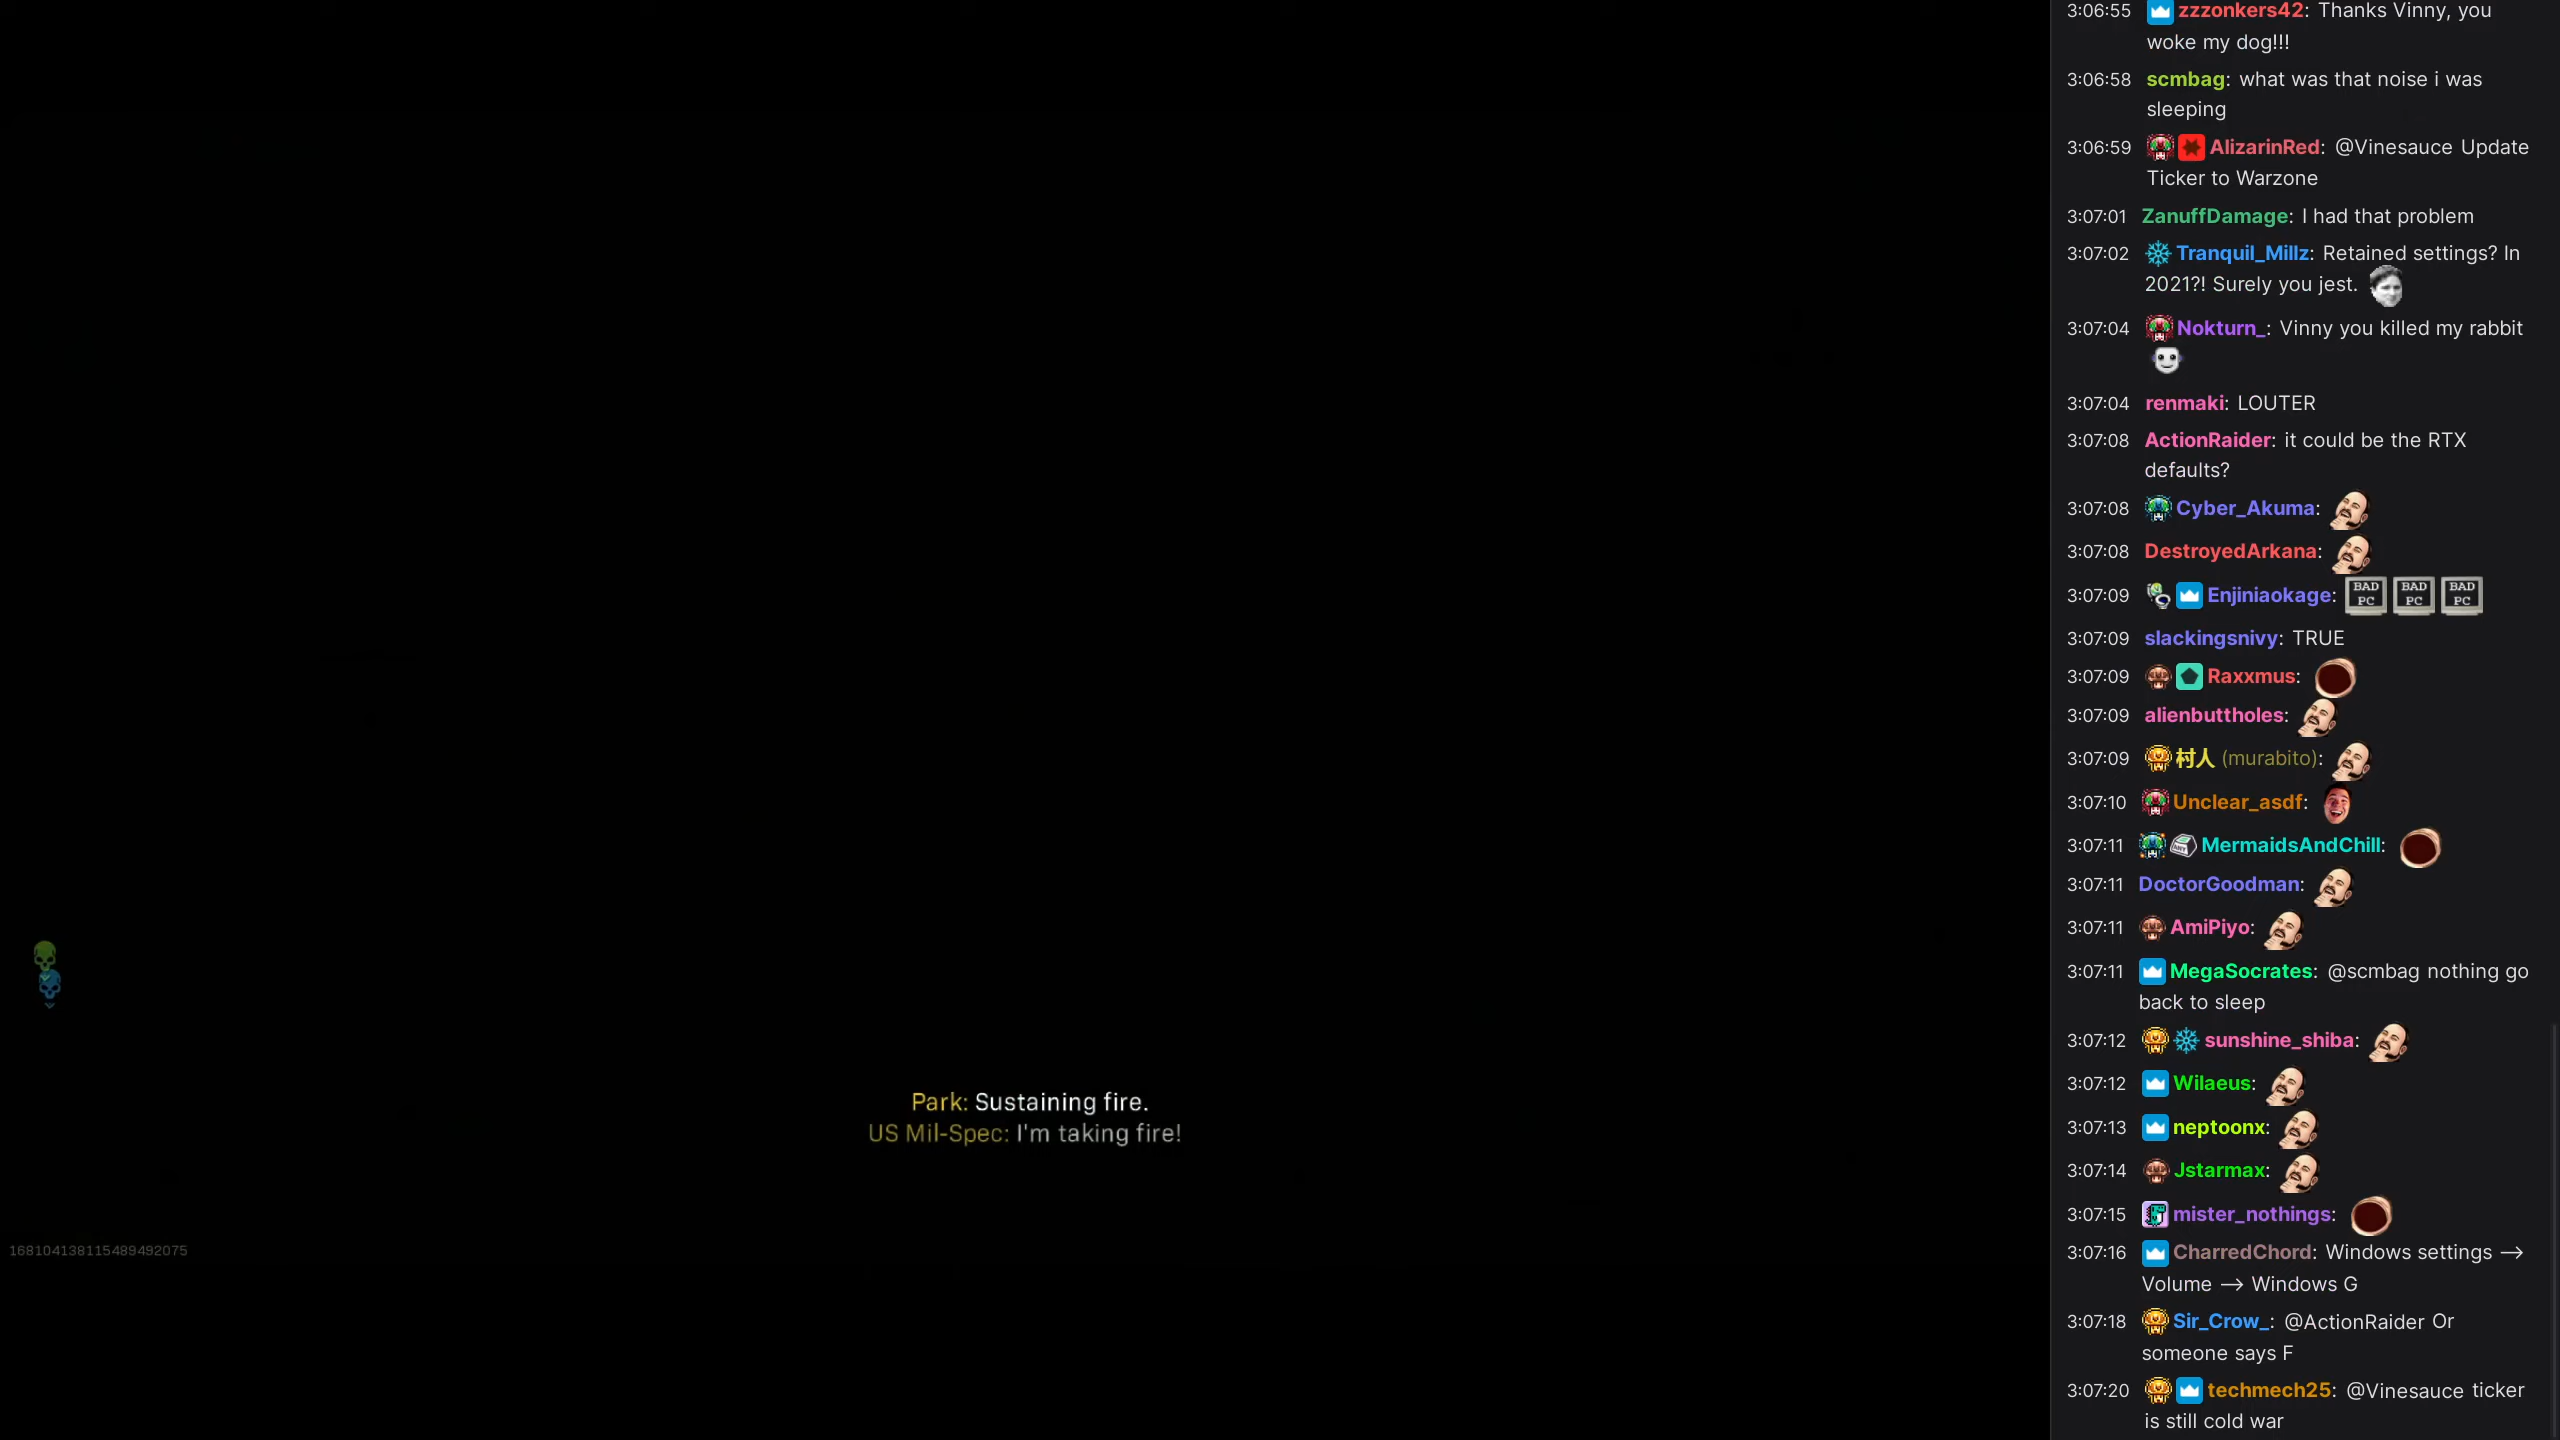 Park: Sustaining fire.
US Mil-Spec: I'm taking fire!
168104138115489492075
3:06:55 zzzonkers42: Thanks Vinny, you
woke my dog!!!
3:06:58 scmbag: what was that noise i was
sleeping
3:06:59 AlizarinRed: @Vinesauce Update
Ticker to Warzone
3:07:01 ZanuffDamage: I had that problem
3:07:02 Tranquil_Millz: Retained settings? In
2021?! Surely you jest.
3:07:04 Nokturn_: Vinny you killed my rabbit
3:07:04 renmaki: LOUTER
3:07:08 ActionRaider: it could be the RTX
defaults?
3:07:08 Cyber_Akuma:
3:07:08 DestroyedArkana:
3:07:09 Enjiniaokage: BAD PC BAD PC BAD PC
3:07:09 slackingsnivy: TRUE
3:07:09 Raxxmus:
3:07:09 alienbuttholes:
3:07:09 村人 (murabito):
3:07:10 Unclear_asdf:
3:07:11 MermaidsAndChill:
3:07:11 DoctorGoodman:
3:07:11 AmiPiyo:
3:07:11 MegaSocrates: @scmbag nothing go
back to sleep
3:07:12 sunshine_shiba:
3:07:12 Wilaeus:
3:07:13 neptoonx:
3:07:14 Jstarmax:
3:07:15 mister_nothings:
3:07:16 CharredChord: Windows settings —>
Volume —> Windows G
3:07:18 Sir_Crow_: @ActionRaider Or
someone says F
3:07:20 techmech25: @Vinesauce ticker
is still cold war